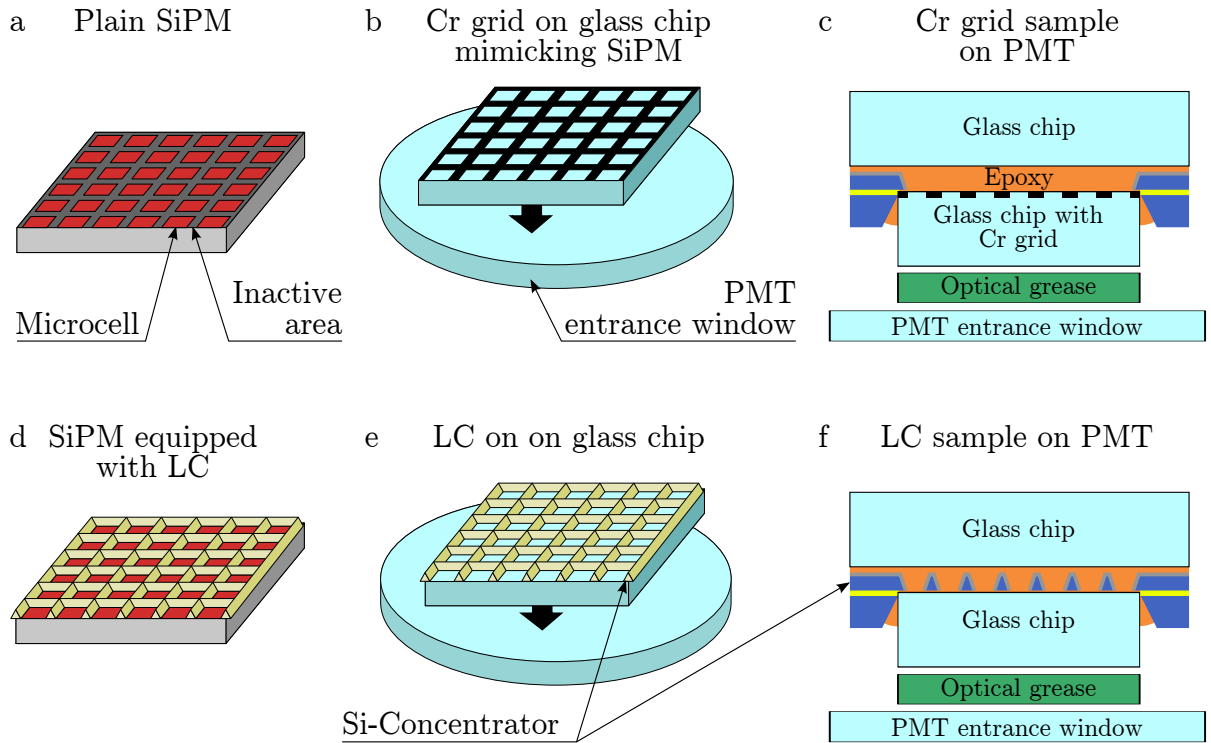 a Plain SiPM
Microcell
Inactive
area
b Cr grid on glass chip
mimicking SiPM
PMT
entrance window
c Cr grid sample
on PMT
Glass chip
Epoxy
Glass chip with
Cr grid
Optical grease
PMT entrance window
d SiPM equipped
with LC
e LC on on glass chip
Si-Concentrator
f LC sample on PMT
Glass chip
Glass chip
Optical grease
PMT entrance window